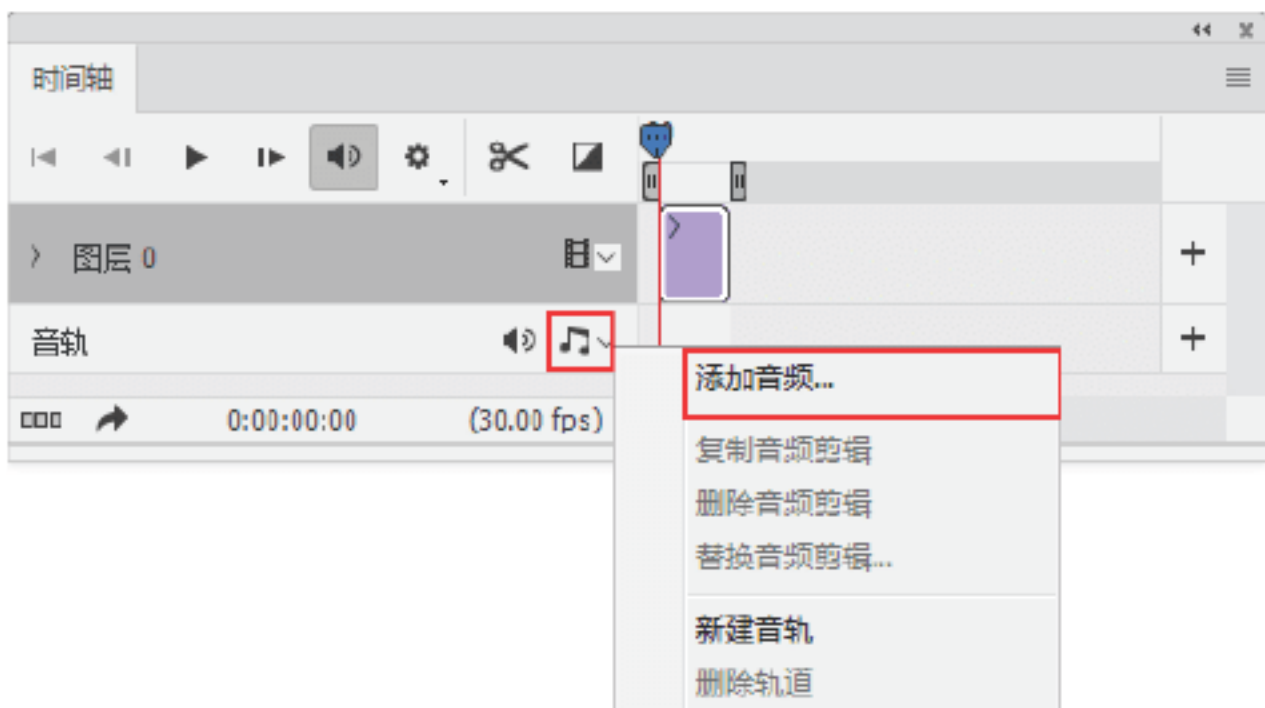 时间轴
图层 0
音轨
0:00:00:00 (30.00 fps)
添加音频...
复制音频剪辑
删除音频剪辑
替换音频剪辑...
新建音轨
删除轨道